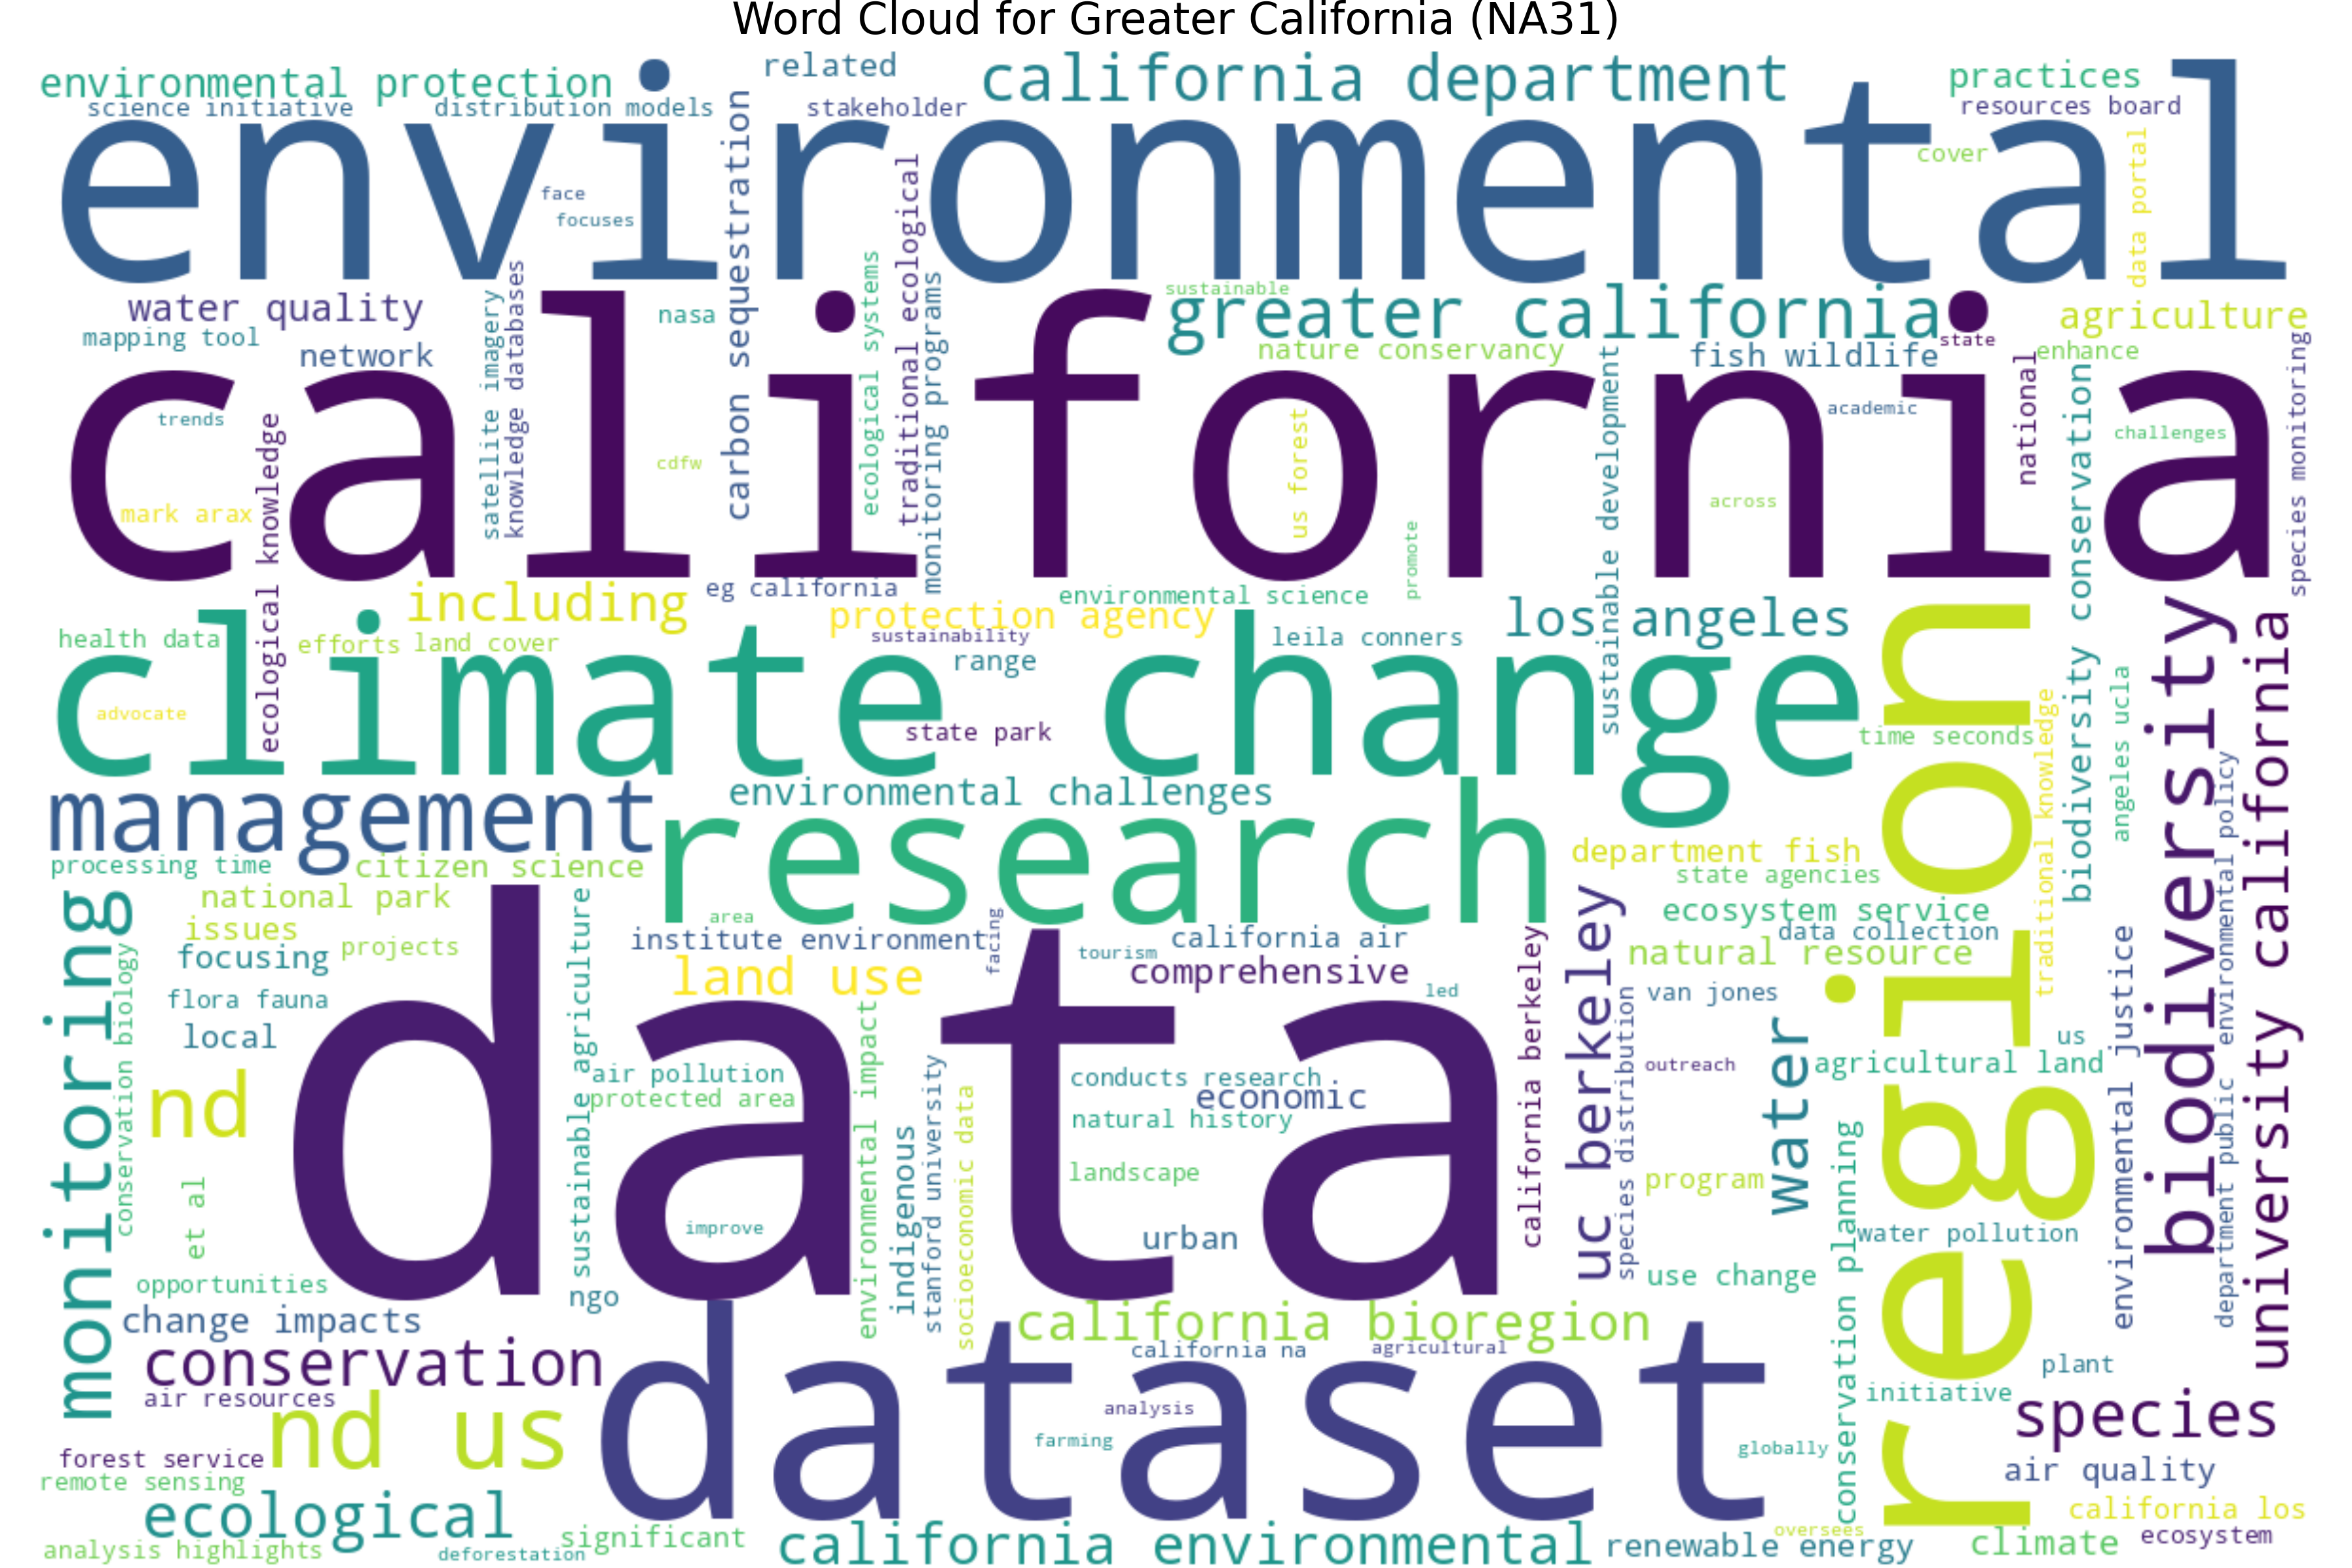 Word Cloud for Greater California (NA31)
environmental protection
related
california department
practices
science initiative
distribution models
stakeholder
resources board
environmental
cover
data portal
face
focuses
carbon sequestration
traditional ecological
ecological systems
monitoring programs
water quality
mapping tool
network
satellite imagery
knowledge databases
nasa
sustainable
greater california
agriculture
nature conservancy
fish wildlife
state
enhance
california
trends
cdfw
us forest
academic
national
challenges
species monitoring
mark arax
ecological knowledge
across
promote
sustainable development
biodiversity conservation
including
eg california
environmental science
protection agency
los angeles
health data
efforts
land cover
sustainability
leila conners
range
climate change
advocate
state park
time seconds
traditional knowledge
angeles ucla
biodiversity
university california
region
management
environmental challenges
research
processing time
citizen science
department fish
state agencies
national park
area
ecosystem service
issues
institute environment
facing
california air
data collection
focusing
projects
tourism
natural resource
land use
comprehensive
led
van jones
flora fauna
local
monitoring
conservation biology
sustainable agriculture
data
air pollution
protected area
environmental impact
conducts research
economic
natural history
california berkeley
uc berkeley
species distribution
outreach
water
us
agricultural land
environmental justice
environmental policy
department public
nd
et al
indigenous
stanford university
socioeconomic data
landscape
program
improve
urban
water pollution
conservation planning
use change
opportunities
ngo
change impacts
california bioregion
conservation
california na
agricultural
plant
air resources
nd us
dataset
analysis
initiative
species
farming
globally
forest service
remote sensing
air quality
ecological
significant
california los
oversees
analysis highlights
deforestation
california environmental
renewable energy
climate
ecosystem